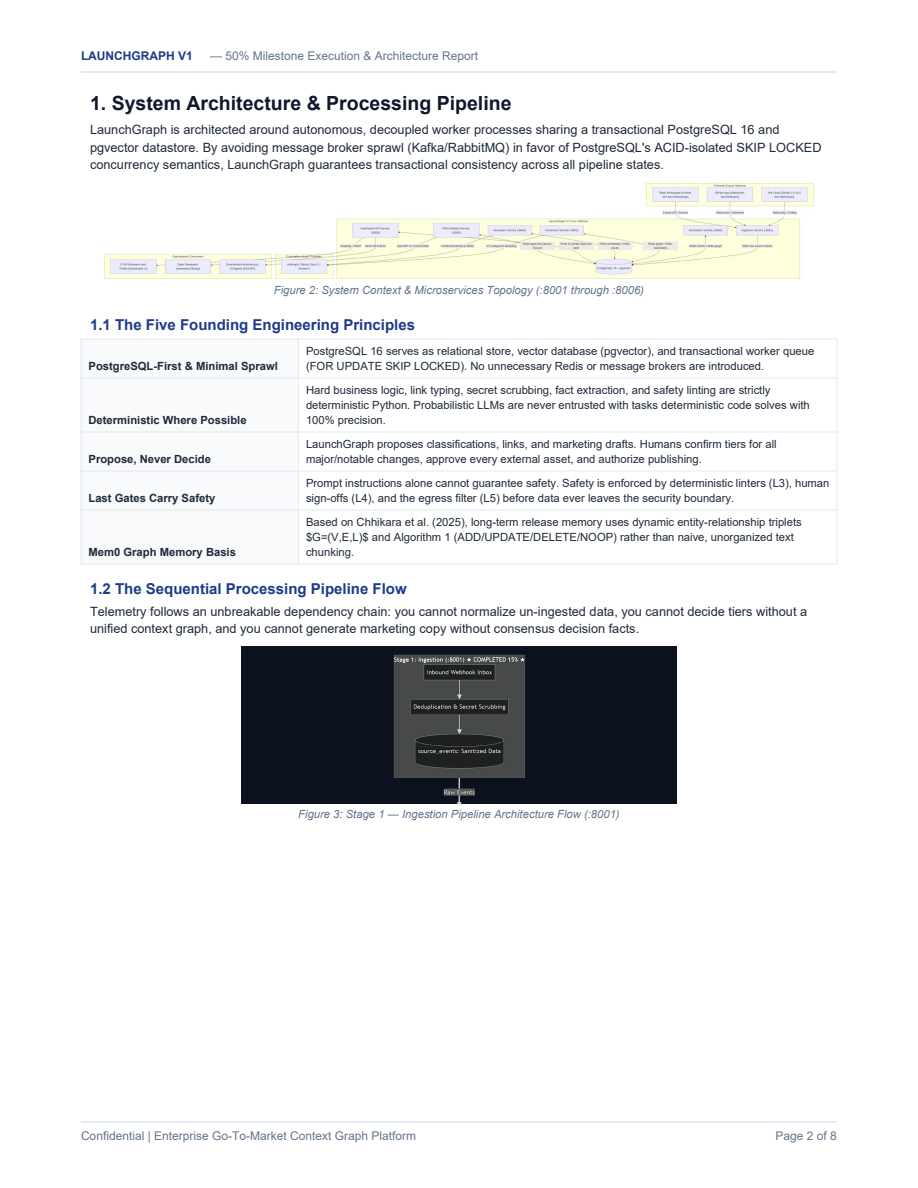 LAUNCHGRAPH V1 — 50% Milestone Execution & Architecture Report
1. System Architecture & Processing Pipeline
LaunchGraph is architected around autonomous, decoupled worker processes sharing a transactional PostgreSQL 16 and
pgvector datastore. By avoiding message broker sprawl (Kafka/RabbitMQ) in favor of PostgreSQL's ACID-isolated SKIP LOCKED
concurrency semantics, LaunchGraph guarantees transactional consistency across all pipeline states.
Figure 2: System Context & Microservices Topology (:8001 through :8006)
1.1 The Five Founding Engineering Principles
PostgreSQL-First & Minimal Sprawl
PostgreSQL 16 serves as relational store, vector database (pgvector), and transactional worker queue
(FOR UPDATE SKIP LOCKED). No unnecessary Redis or message brokers are introduced.
Deterministic Where Possible
Hard business logic, link typing, secret scrubbing, fact extraction, and safety linting are strictly
deterministic Python. Probabilistic LLMs are never entrusted with tasks deterministic code solves with
100% precision.
Propose, Never Decide
LaunchGraph proposes classifications, links, and marketing drafts. Humans confirm tiers for all
major/notable changes, approve every external asset, and authorize publishing.
Last Gates Carry Safety
Prompt instructions alone cannot guarantee safety. Safety is enforced by deterministic linters (L3), human
sign-offs (L4), and the egress filter (L5) before data ever leaves the security boundary.
Mem0 Graph Memory Basis
Based on Chhikara et al. (2025), long-term release memory uses dynamic entity-relationship triplets
$G=(V,E,L)$ and Algorithm 1 (ADD/UPDATE/DELETE/NOOP) rather than naive, unorganized text
chunking.
1.2 The Sequential Processing Pipeline Flow
Telemetry follows an unbreakable dependency chain: you cannot normalize un-ingested data, you cannot decide tiers without a
unified context graph, and you cannot generate marketing copy without consensus decision facts.
Stage 1: Ingestion (:8001) ★ COMPLETED 15% ★
Inbound Webhook Inbox
Deduplication & Secret Scrubbing
source_events: Sanitized Data
Raw Events
Figure 3: Stage 1 — Ingestion Pipeline Architecture Flow (:8001)
Confidential | Enterprise Go-To-Market Context Graph Platform
Page 2 of 8